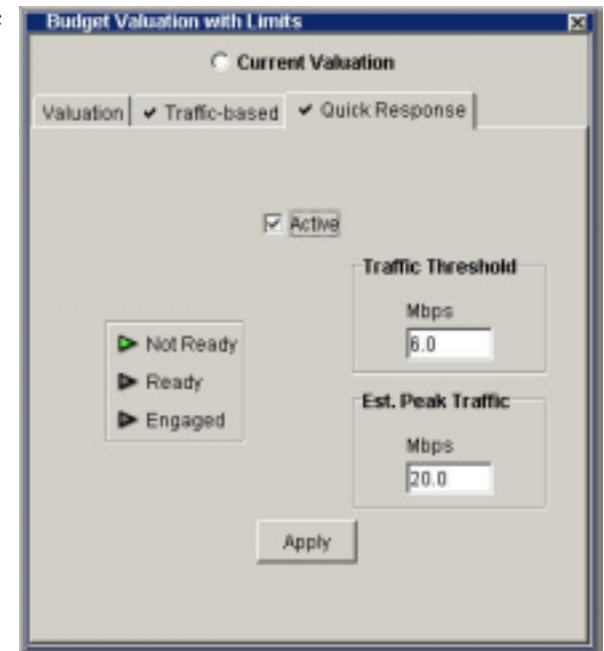 Budget Valuation with Limits
Current Valuation
Valuation Traffic-based Quick Response
Active
Traffic Threshold
Mbps
6.0
Not Ready
Ready
Engaged
Est. Peak Traffic
Mbps
20.0
Apply